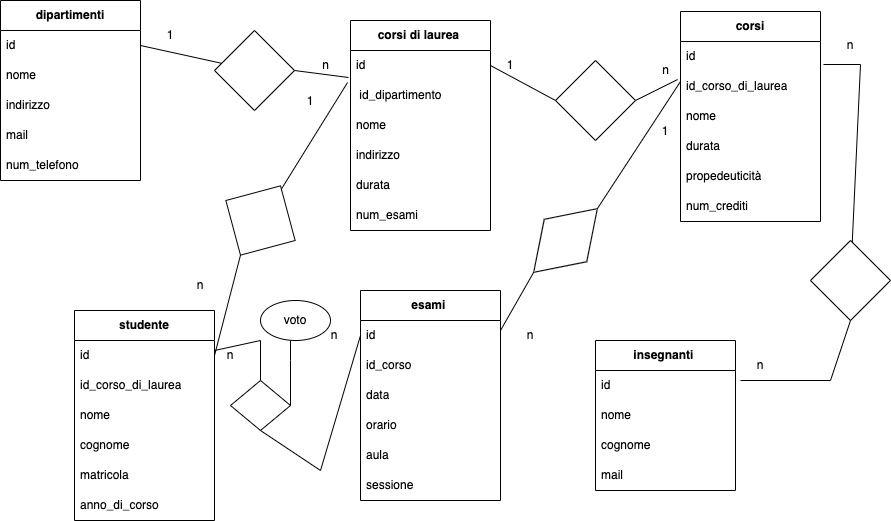 dipartimenti
id
nome
indirizzo
mail
num_telefono
1
n
corsi di laurea
id
id_dipartimento
nome
indirizzo
durata
num_esami
1
n
corsi
id
id_corso_di_laurea
nome
durata
propedeuticità
num_crediti
n
1
n
1
n
studente
id
id_corso_di_laurea
nome
cognome
matricola
anno_di_corso
n
voto
n
esami
id
id_corso
data
orario
aula
sessione
n
insegnanti
id
nome
cognome
mail